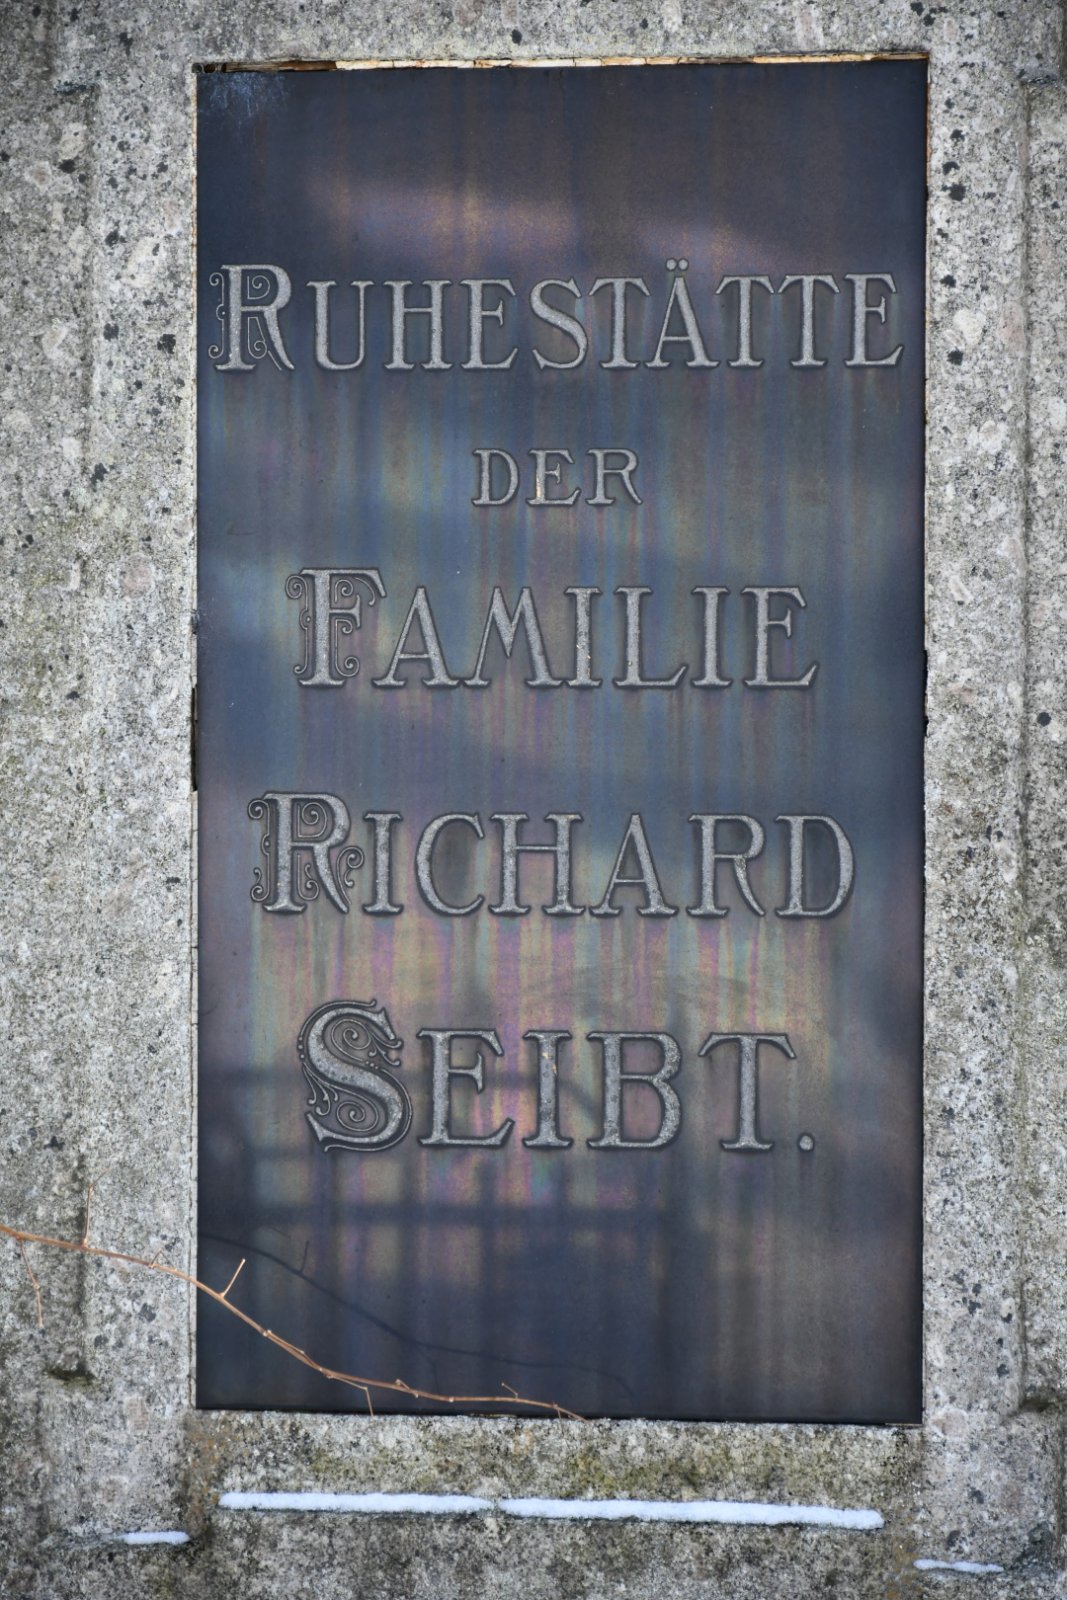 RUHESTÄTTE
DER
FAMILIE
RICHARD
SEIBT.